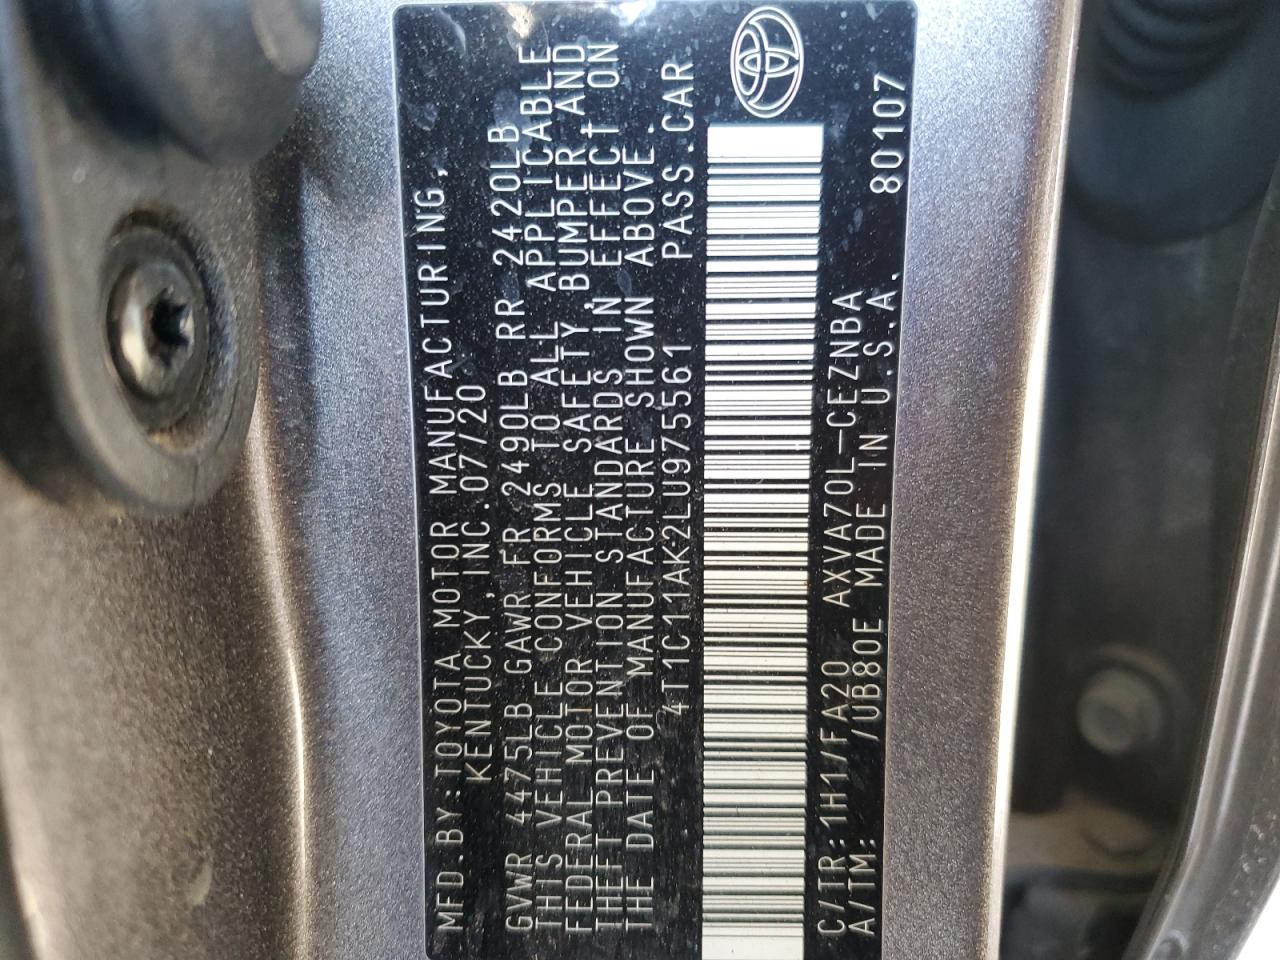 MFD.BY:TOYOTA MOTOR MANUFACTURING,
KENTUCKY,INC.07/20
GVWR 4475LB GAWR FR 2490LB RR 2420LB
THIS VEHICLE CONFORMS TO ALL APPLICABLE
FEDERAL MOTOR VEHICLE SAFETY,BUMPER AND
THEFT PREVENTION STANDARDS IN EFFECT ON
THE DATE OF MANUFACTURE SHOWN ABOVE.
4T1C11AK2LU975561 PASS.CAR
C/TR:1H1/FA20 AXVA70L-CEZNBA
A/TM: /UB80E MADE IN U.S.A. 80107